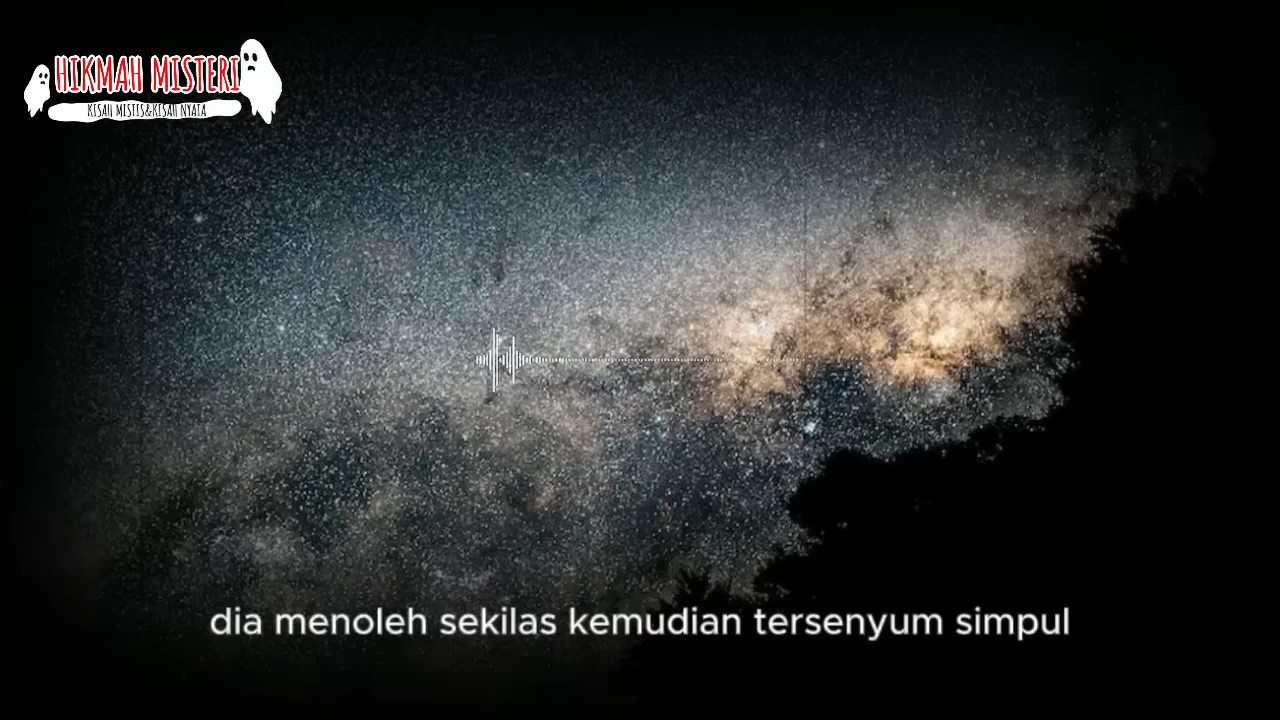 HIKMAH MISTERI
KISAH MISTIS&KISAH NYATA
dia menoleh sekilas kemudian tersenyum simpul